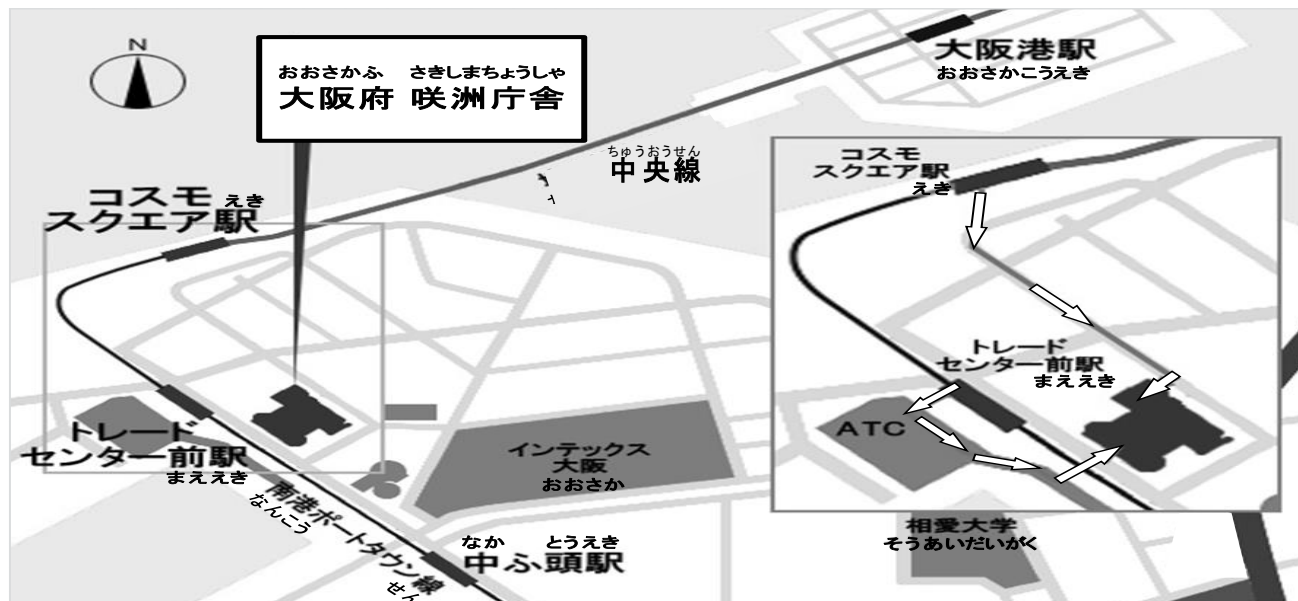 N
おおさかふ さきしまちょうしゃ
大阪府 咲洲庁舎
大阪港駅
おおさかこうえき
ちゅうおうせん
中央線
コスモ
スクエア駅
えき
トレード
センター前駅
まええき
インテックス
大阪
おおさか
南港ポートタウン線
なんこう
せん
なか とうえき
中ふ頭駅
コスモ
スクエア駅
えき
トレード
センター前駅
まええき
ATC
相愛大学
そうあいだいがく